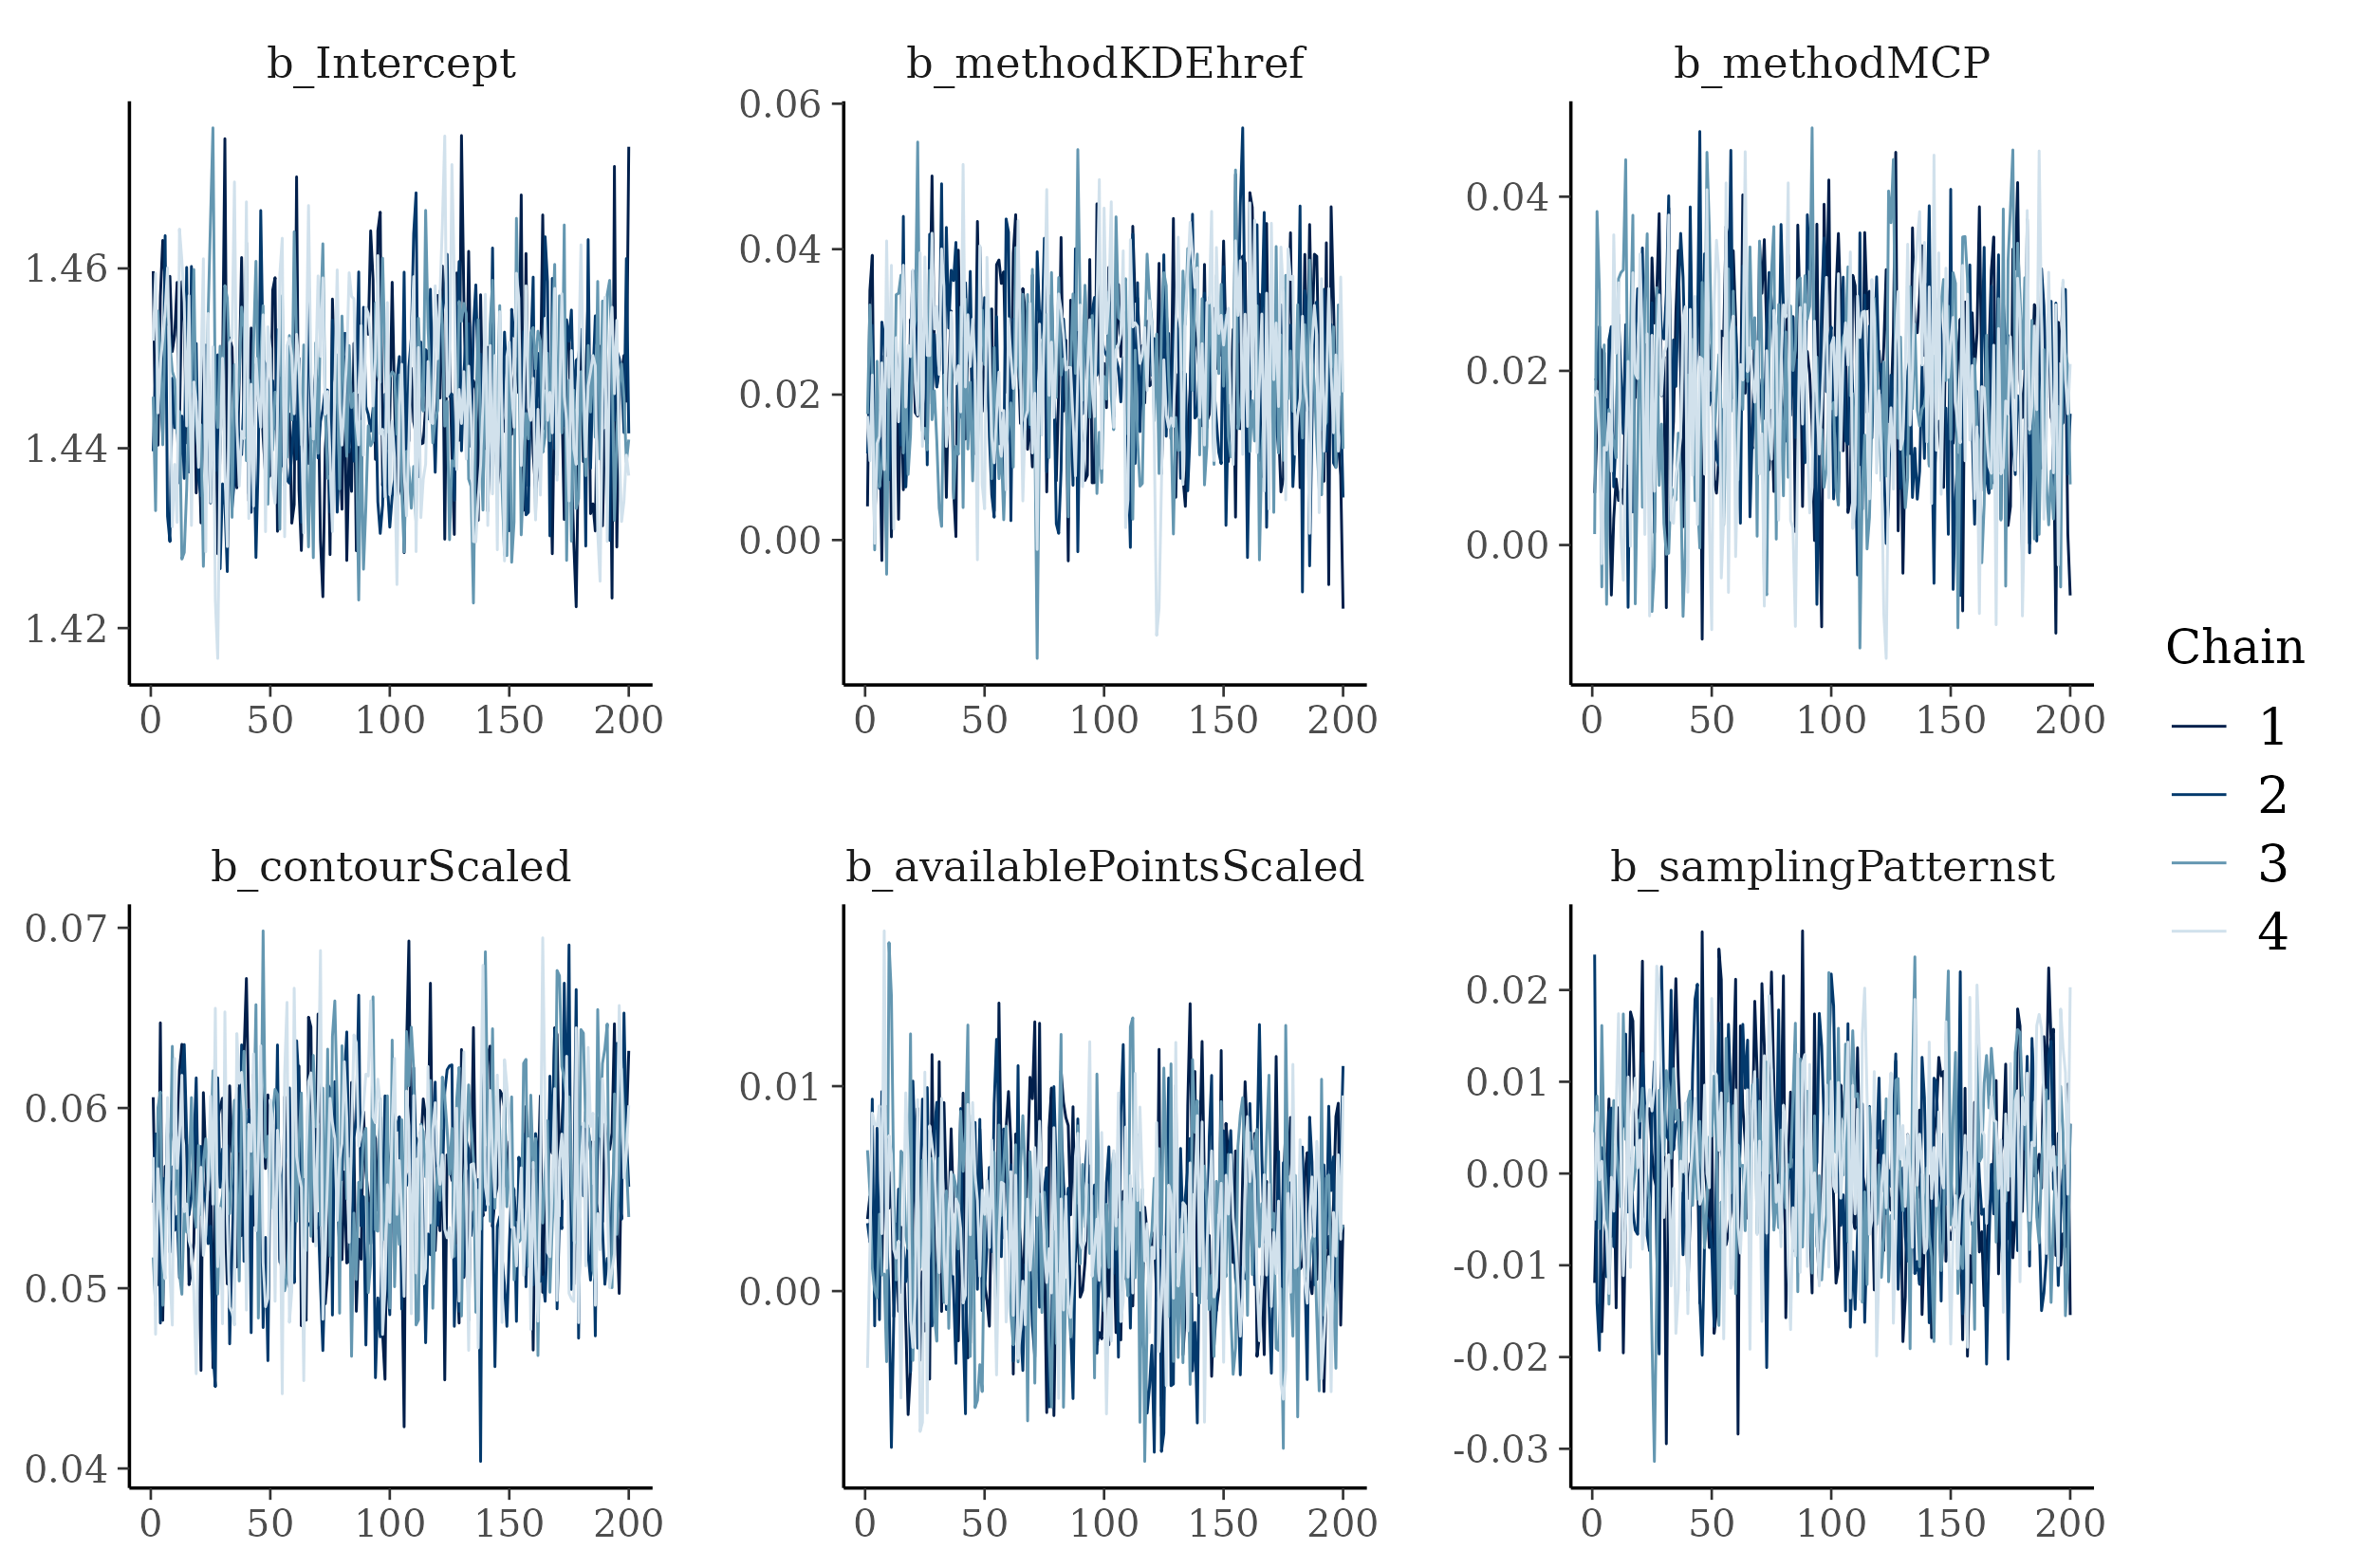 b_Intercept
1.46
1.44
1.42
0 50 100 150 200
b_methodKDEhref
0.06
0.04
0.02
0.00
0 50 100 150 200
b_methodMCP
0.04
0.02
0.00
0 50 100 150 200
b_contourScaled
0.07
0.06
0.05
0.04
0 50 100 150 200
b_availablePointsScaled
0.01
0.00
0 50 100 150 200
b_samplingPatternst
0.02
0.01
0.00
-0.01
-0.02
-0.03
0 50 100 150 200
Chain
1
2
3
4